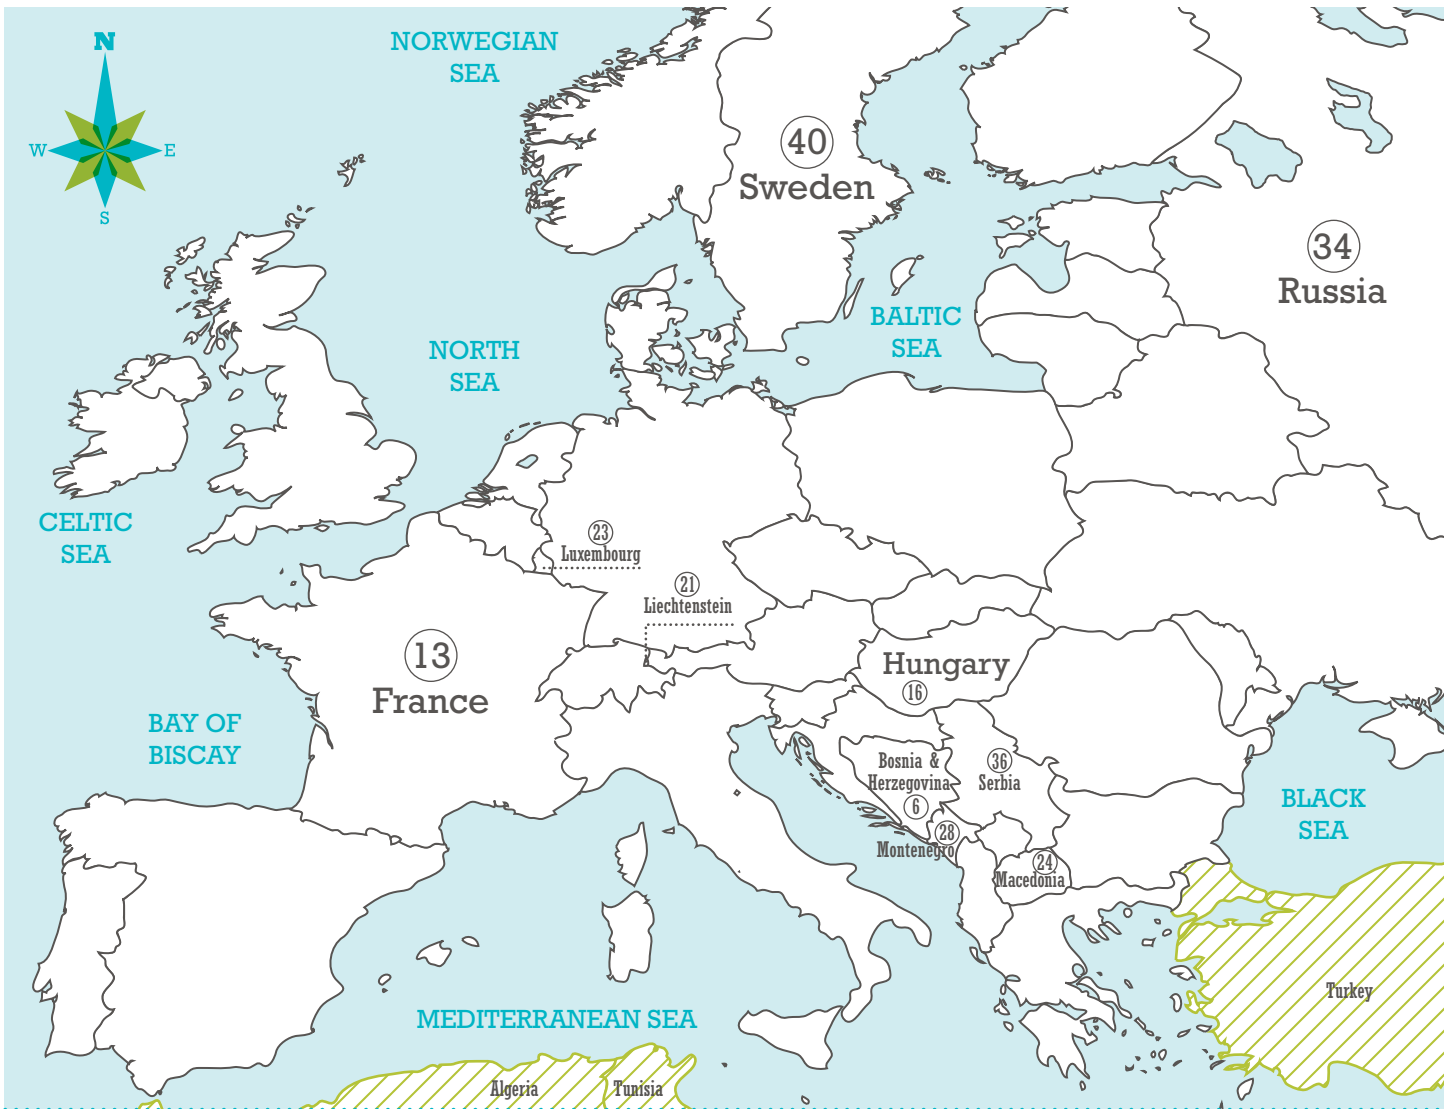 N
W
E
S
NORWEGIAN
SEA
40
Sweden
34
Russia
BALTIC
SEA
NORTH
SEA
CELTIC
SEA
23
Luxembourg
21
Liechtenstein
13
France
Hungary
16
BAY OF
BISCAY
Bosnia &
Herzegovina
6
36
Serbia
BLACK
SEA
28
Montenegro
24
Macedonia
Turkey
MEDITERRANEAN SEA
Algeria
Tunisia